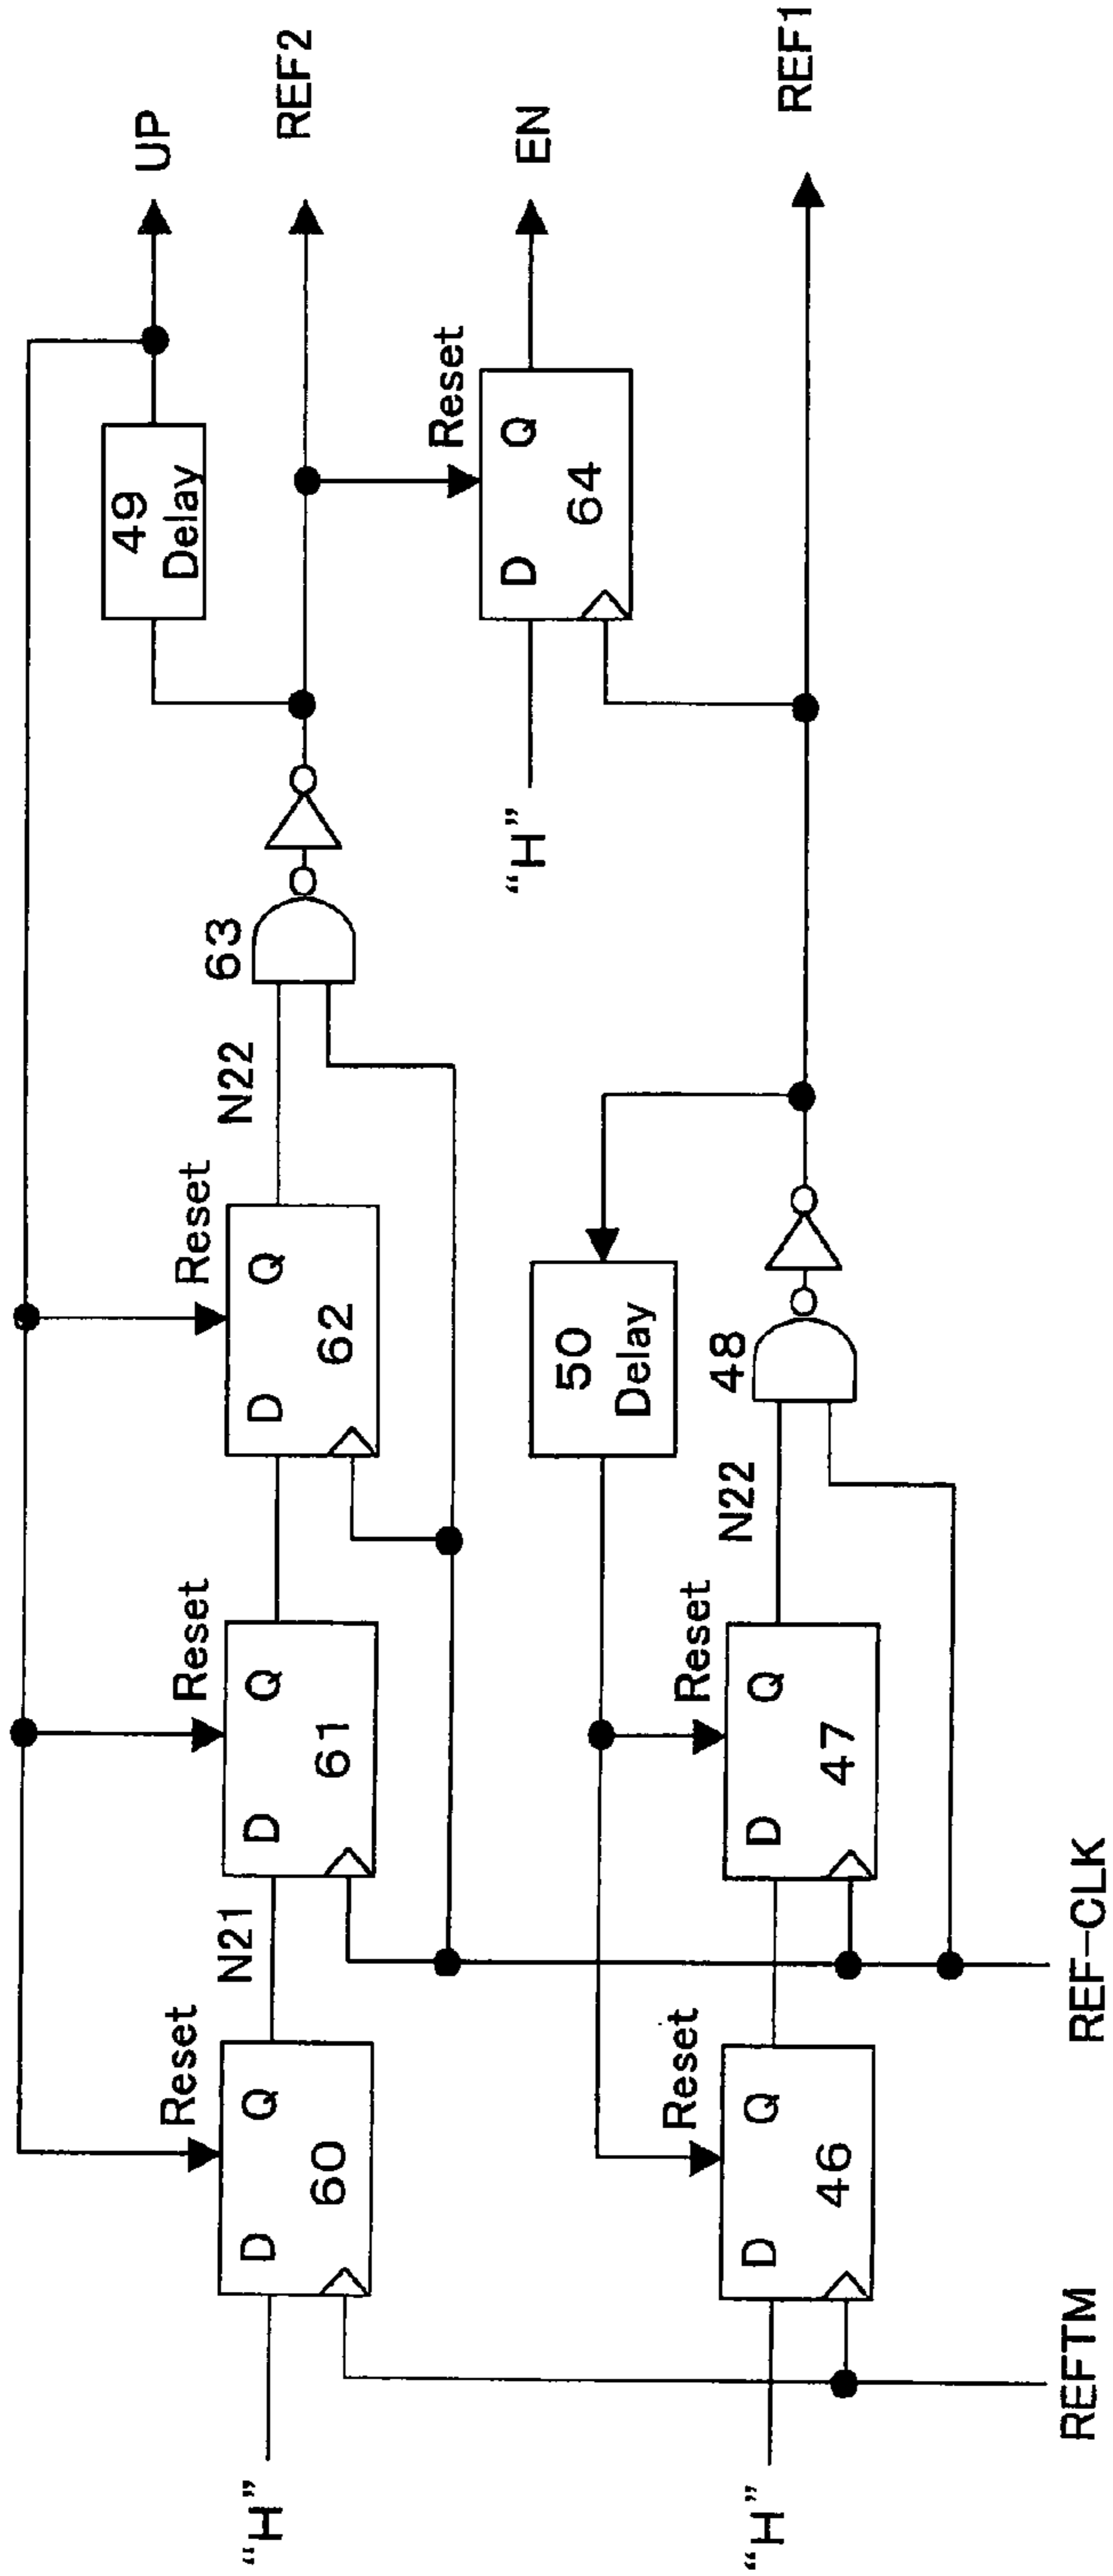 UP
REF2
EN
REF1
49
Delay
Reset
D
Q
64
"H"
63
N22
Reset
D
Q
62
50
Delay
48
N22
Reset
D
Q
61
Reset
D
Q
47
N21
REF-CLK
Reset
D
Q
60
Reset
D
Q
46
REFTM
"H"
"H"